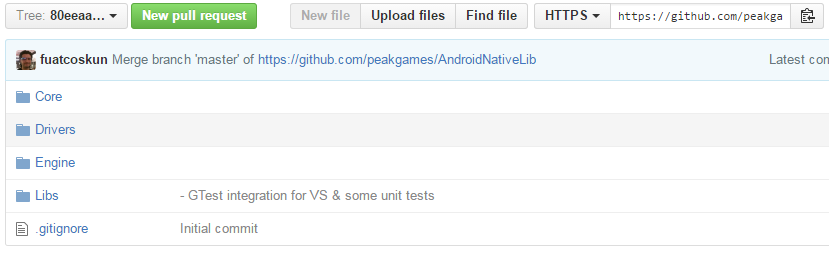 Tree: 80eeaa... New pull request New file Upload files Find file HTTPS https://github.com/peakga
fuatcoskun Merge branch 'master' of https://github.com/peakgames/AndroidNativeLib Latest com
Core
Drivers
Engine
Libs - GTest integration for VS & some unit tests
.gitignore Initial commit